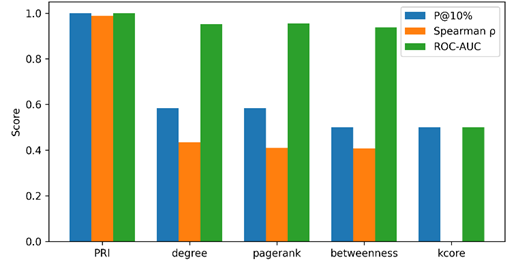 1.0
0.8
0.6
0.4
0.2
0.0
Score
P@10%
Spearman ρ
ROC-AUC
PRI
degree
pagerank
betweenness
kcore